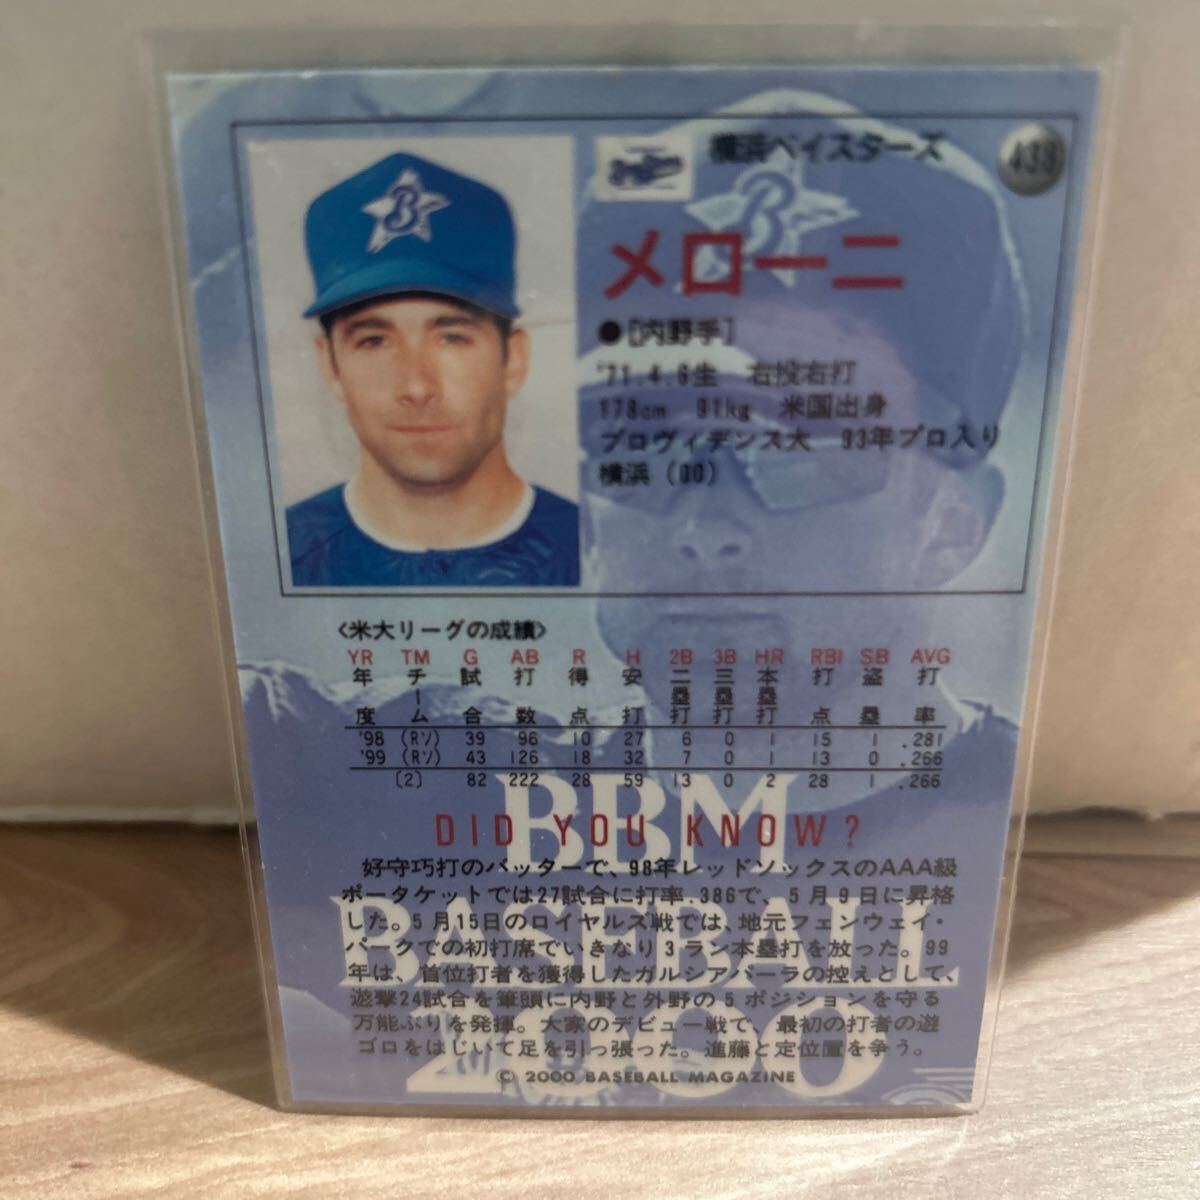 横浜ベイスターズ
メローニ
●[内野手]
'71.4.6生 右投右打
178cm 91kg 米国出身
プロヴィデンス大 93年プロ入り
横浜 (00)
〈米大リーグの成績〉
YR TM G AB R H 2B 3B HR RBI SB AVG
年度 チーム 試合 打数 得点 安打 二塁打 三塁打 本塁打 打点 盗塁 打率
'98 (Rソ) 39 96 10 27 6 0 1 15 1 .281
'99 (Rソ) 43 126 18 32 7 0 1 13 0 .266
(2) 82 222 28 59 13 0 2 28 1 .266
DID YOU KNOW?
好守巧打のバッターで、98年レッドソックスのAAA級
ポータケットでは27試合に打率.386で、5月9日に昇格
した。5月15日のロイヤルズ戦では、地元フェンウェイ・
パークでの初打席でいきなり3ラン本塁打を放った。99
年は、首位打者を獲得したガルシアパーラの控えとして、
遊撃24試合を筆頭に内野と外野の5ポジションを守る
万能ぶりを発揮。大家のデビュー戦で、最初の打者の遊
ゴロをはじいて足を引っ張った。進藤と定位置を争う。
BBM
BASEBALL
2000
© 2000 BASEBALL MAGAZINE